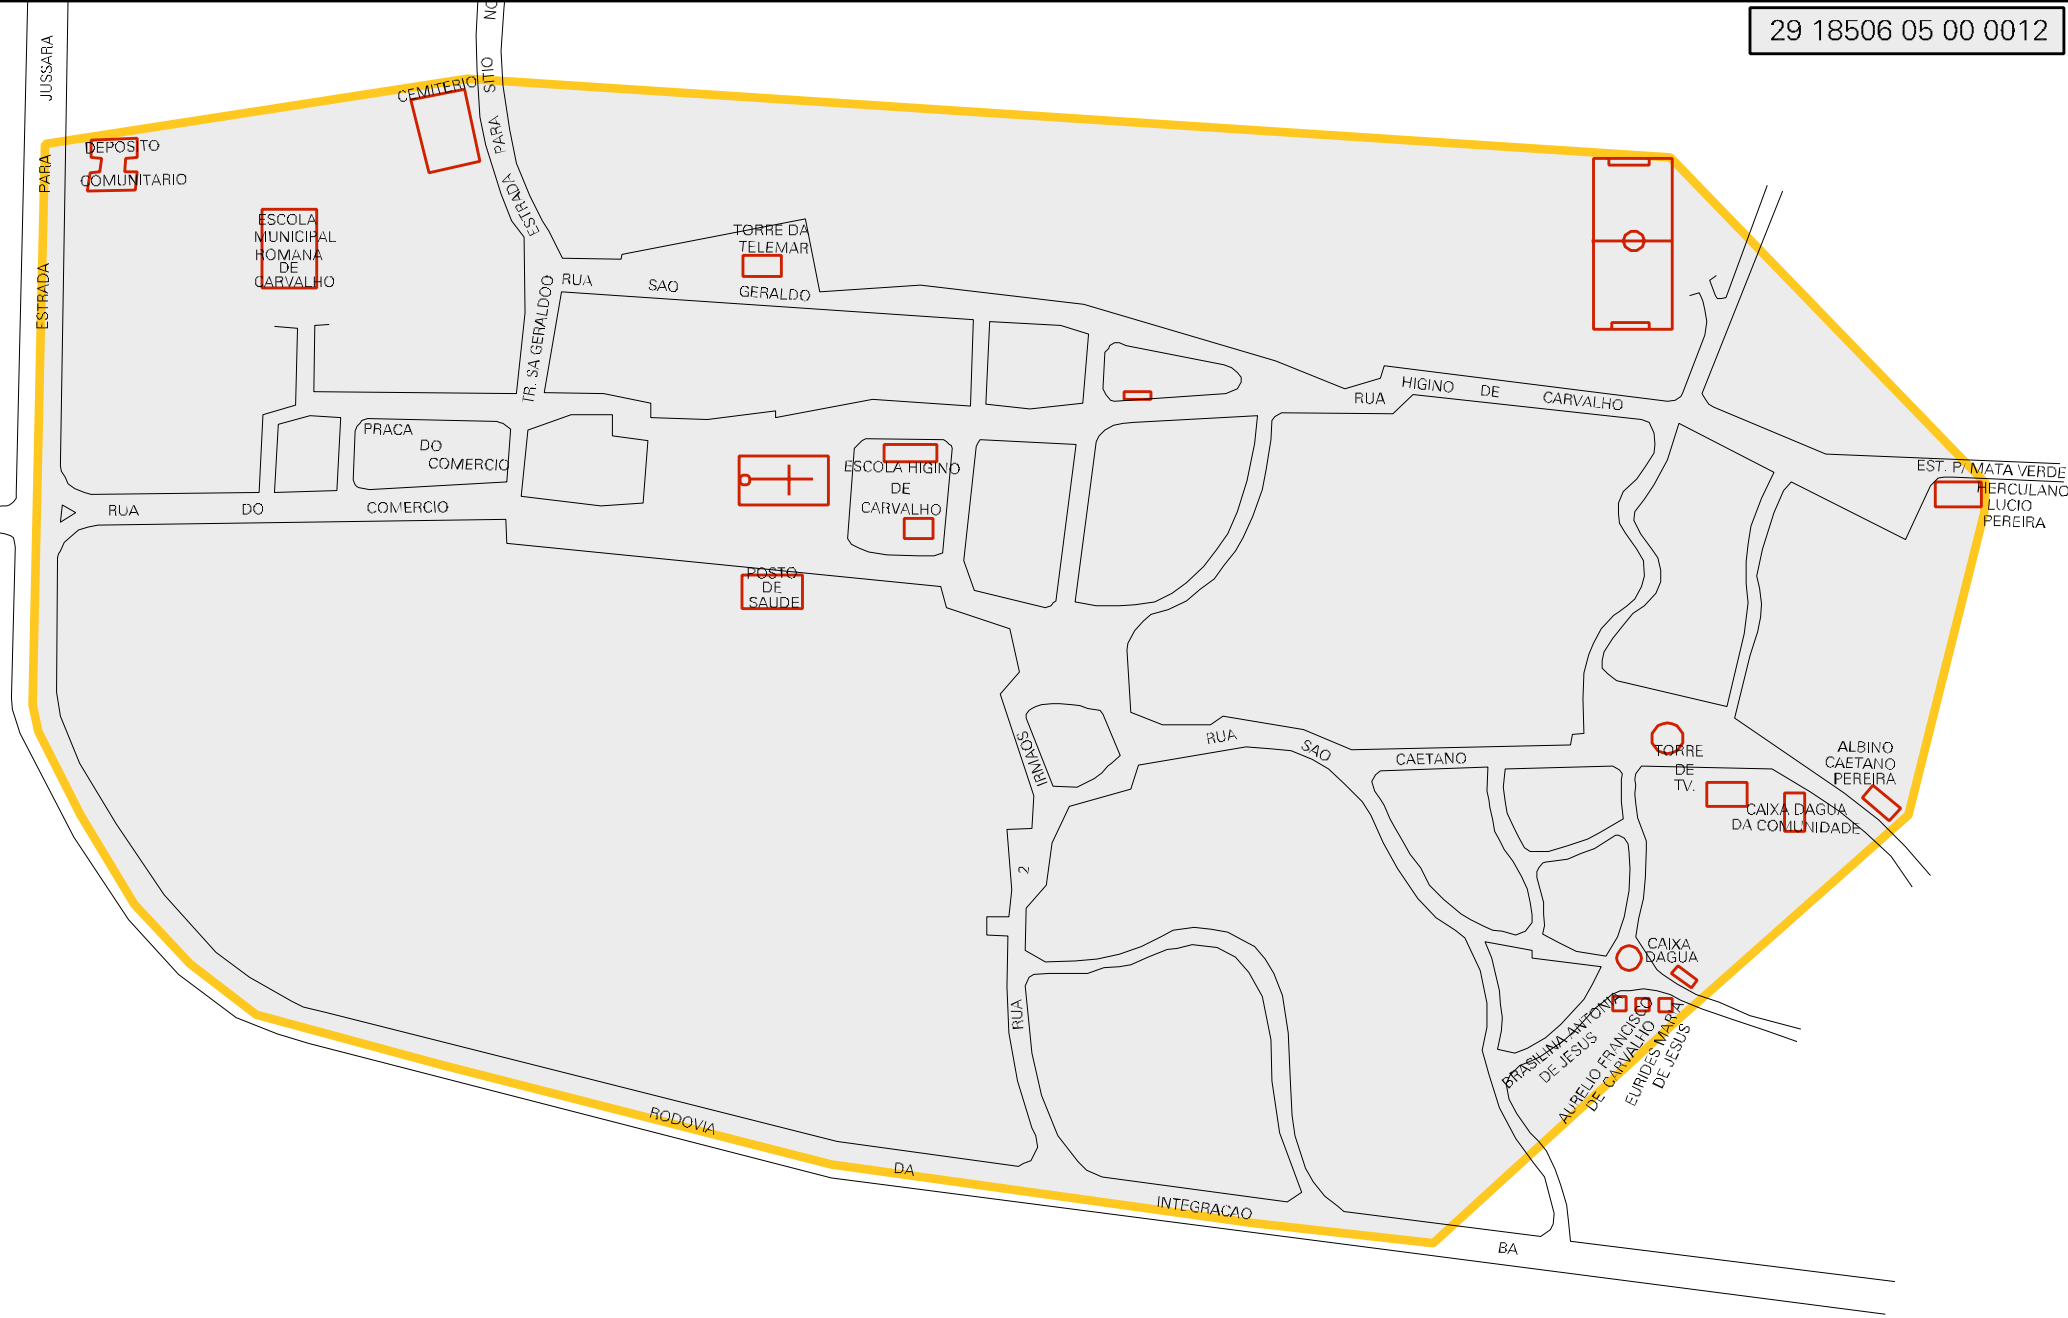 29 18506 05 00 0012
JUSSARA
PARA
ESTRADA
SITIO
PARA
ESTRADA
CEMITERIO
DEPOSITO
COMUNITARIO
ESCOLA
MUNICIPAL
ROMANA
DE
CARVALHO
TORRE DA
TELEMAR
RUA SAO GERALDO
TR. SA GERALDOO
RUA HIGINO DE CARVALHO
PRACA
DO
COMERCIO
RUA DO COMERCIO
ESCOLA HIGINO
DE
CARVALHO
POSTO
DE
SAUDE
EST. P/ MATA VERDE
HERCULANO
LUCIO
PEREIRA
RUA SAO CAETANO
IRMAOS
2
RUA
TORRE
DE
TV.
ALBINO
CAETANO
PEREIRA
CAIXA DAGUA
DA COMUNIDADE
CAIXA
DAGUA
BRASILINA ANTONIA
DE JESUS
AURELIO FRANCISCO
DE CARVALHO
EURIDES MARA
DE JESUS
RODOVIA DA INTEGRACAO BA